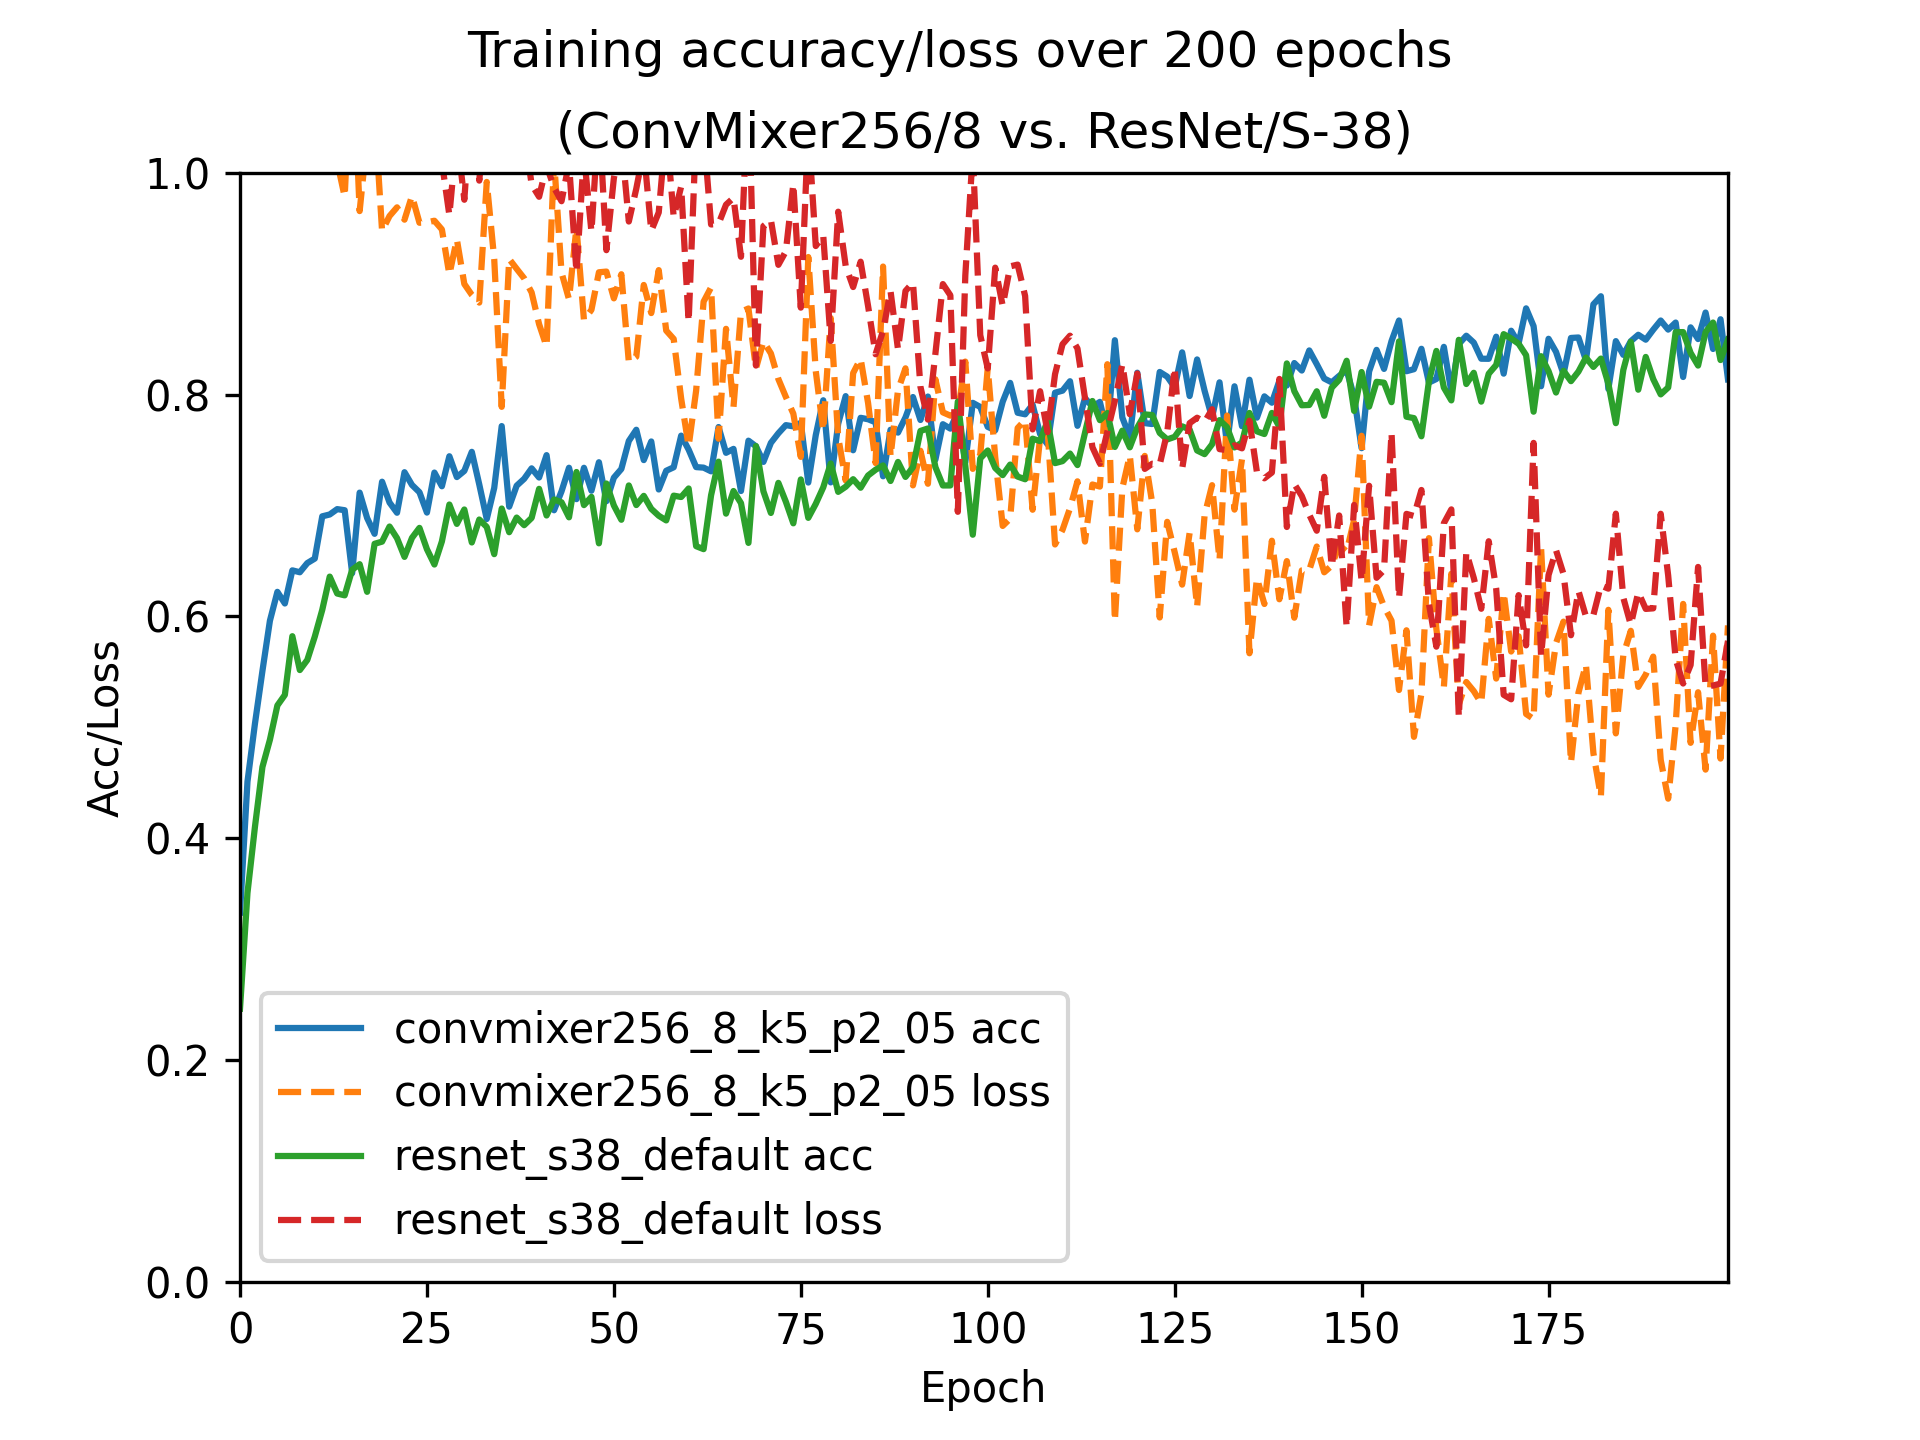 Training accuracy/loss over 200 epochs
(ConvMixer256/8 vs. ResNet/S-38)
1.0
0.8
0.6
0.4
0.2
0.0
Acc/Loss
convmixer256_8_k5_p2_05 acc
convmixer256_8_k5_p2_05 loss
resnet_s38_default acc
resnet_s38_default loss
0 25 50 75 100 125 150 175
Epoch